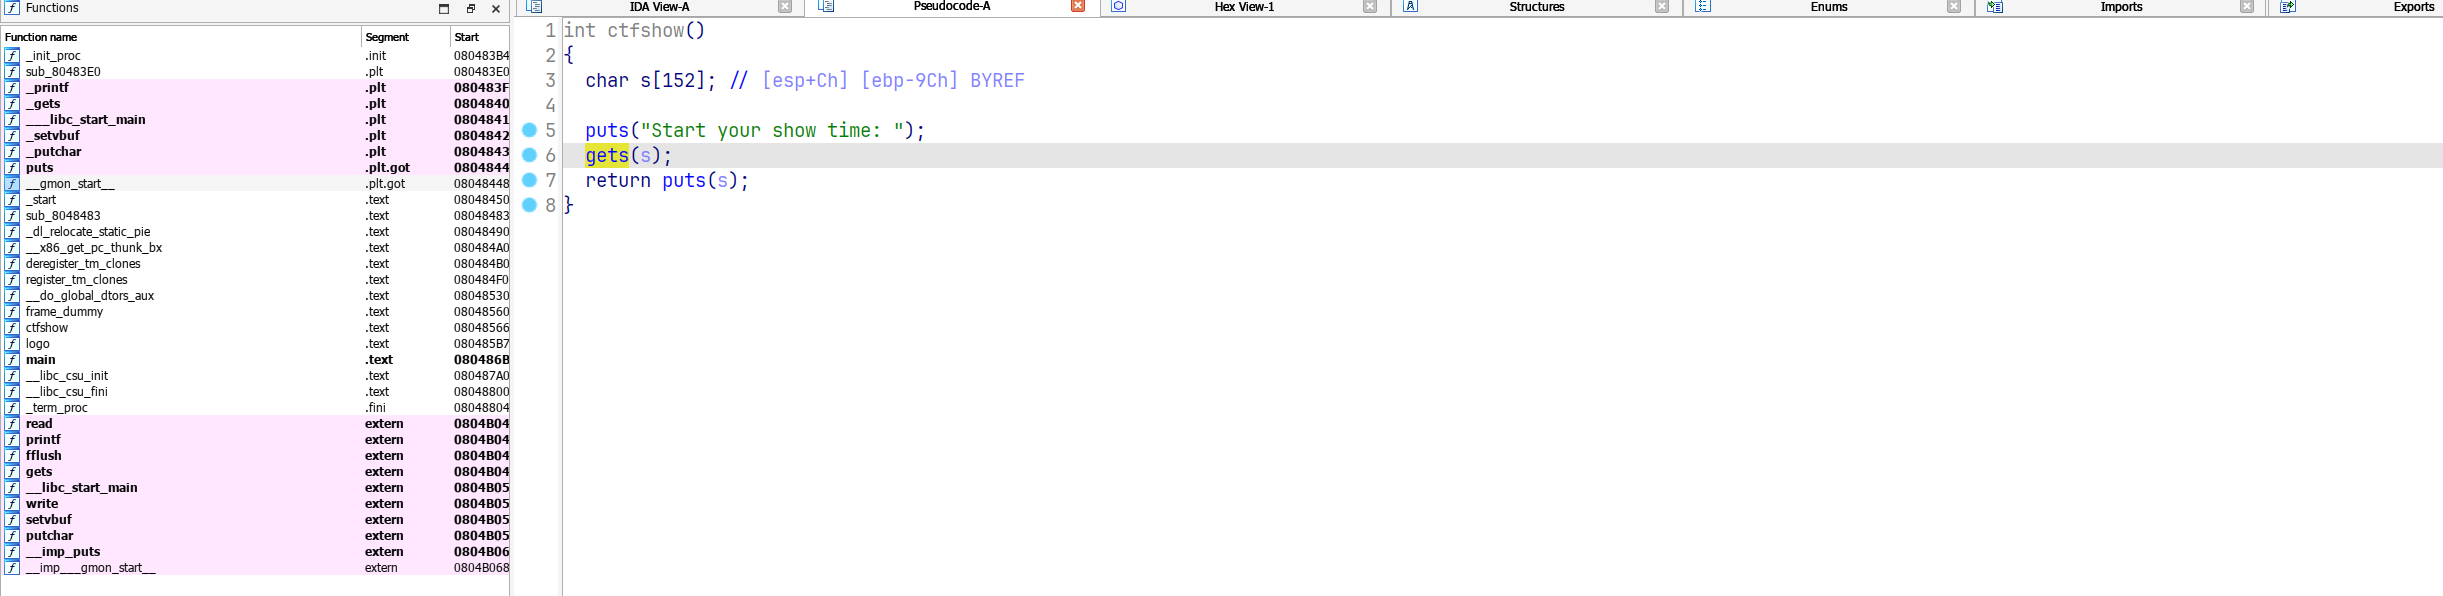 Functions
IDA View-A
Pseudocode-A
Hex View-1
Structures
Enums
Imports
Exports
Function name Segment Start
_init_proc .init 080483B4
sub_80483E0 .plt 080483E0
_printf .plt 080483F
_gets .plt 0804840
___libc_start_main .plt 0804841
_setvbuf .plt 0804842
_putchar .plt 0804843
puts .plt.got 0804844
__gmon_start__ .plt.got 08048448
_start .text 08048450
sub_8048483 .text 08048483
_dl_relocate_static_pie .text 08048490
__x86_get_pc_thunk_bx .text 080484A0
deregister_tm_clones .text 080484B0
register_tm_clones .text 080484F0
__do_global_dtors_aux .text 08048530
frame_dummy .text 08048560
ctfshow .text 08048566
logo .text 080485B7
main .text 080486B
__libc_csu_init .text 080487A0
__libc_csu_fini .text 08048800
_term_proc .fini 08048804
read extern 0804B04
printf extern 0804B04
fflush extern 0804B04
gets extern 0804B04
__libc_start_main extern 0804B05
write extern 0804B05
setvbuf extern 0804B05
putchar extern 0804B05
__imp_puts extern 0804B06
__imp___gmon_start__ extern 0804B068
1 int ctfshow()
2 {
3 char s[152]; // [esp+Ch] [ebp-9Ch] BYREF
4
5 puts("Start your show time: ");
6 gets(s);
7 return puts(s);
8 }